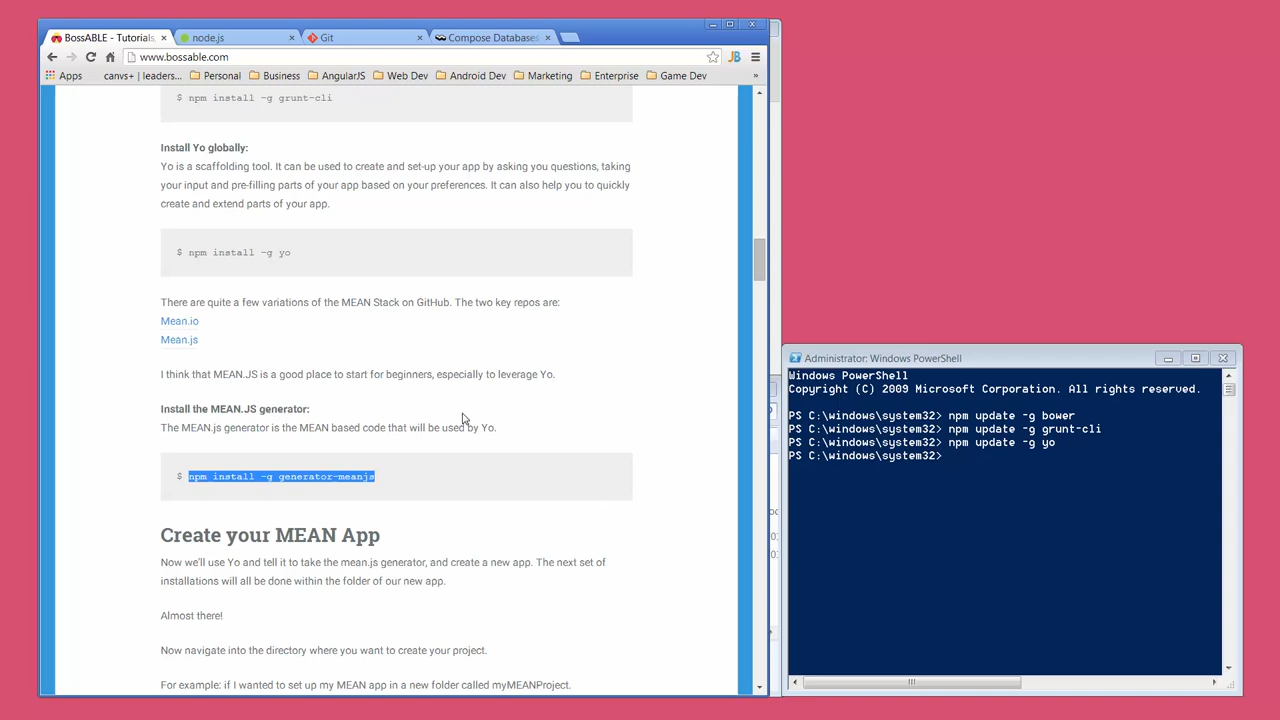 BossABLE - Tutorials,
node.js
Git
Compose Databases
www.bossable.com
Apps
canvs+ | leaders...
Personal
Business
AngularJS
Web Dev
Android Dev
Marketing
Enterprise
Game Dev
»
$ npm install -g grunt-cli
Install Yo globally:
Yo is a scaffolding tool. It can be used to create and set-up your app by asking you questions, taking
your input and pre-filling parts of your app based on your preferences. It can also help you to quickly
create and extend parts of your app.
$ npm install -g yo
There are quite a few variations of the MEAN Stack on GitHub. The two key repos are:
Mean.io
Mean.js
I think that MEAN.JS is a good place to start for beginners, especially to leverage Yo.
Install the MEAN.JS generator:
The MEAN.js generator is the MEAN based code that will be used by Yo.
$ npm install -g generator-meanjs
Create your MEAN App
Now we'll use Yo and tell it to take the mean.js generator, and create a new app. The next set of
installations will all be done within the folder of our new app.
Almost there!
Now navigate into the directory where you want to create your project.
For example: if I wanted to set up my MEAN app in a new folder called myMEANProject.
Administrator: Windows PowerShell
Windows PowerShell
Copyright (C) 2009 Microsoft Corporation. All rights reserved.
PS C:\windows\system32> npm update -g bower
PS C:\windows\system32> npm update -g grunt-cli
PS C:\windows\system32> npm update -g yo
PS C:\windows\system32>